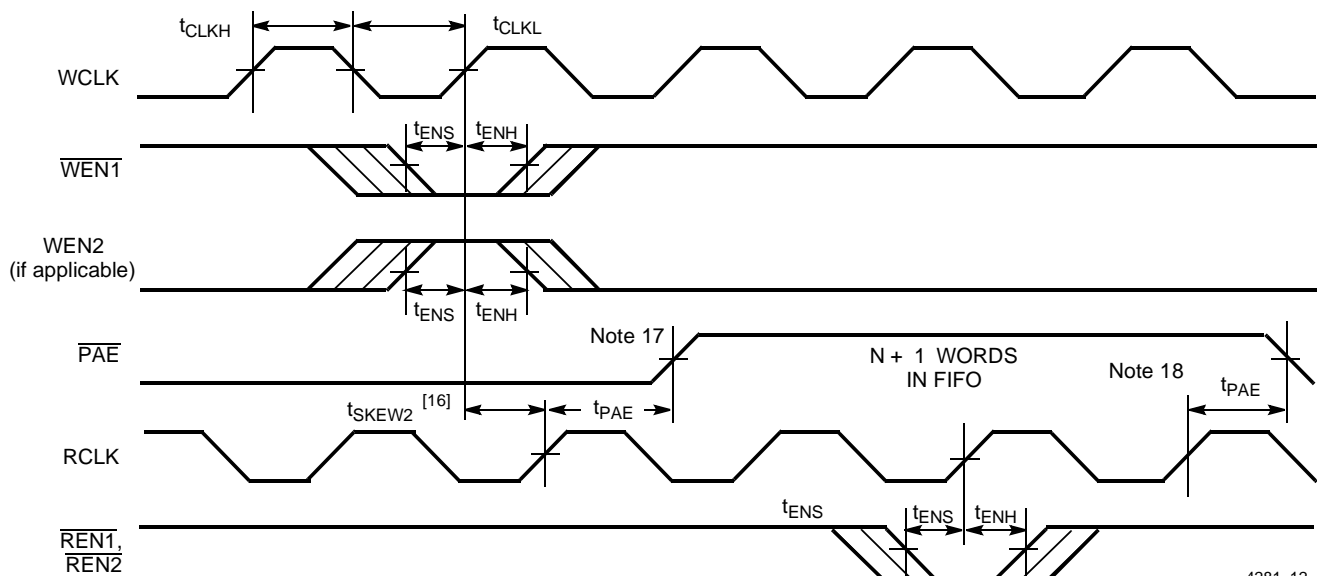 tCLKH
tCLKL
WCLK
tENS
tENH
WEN1
WEN2
(if applicable)
tENS
tENH
Note 17
PAE
N + 1 WORDS
IN FIFO
Note 18
tPAE
tSKEW2 [16]
tPAE
RCLK
tENS
tENS
tENH
REN1,
REN2